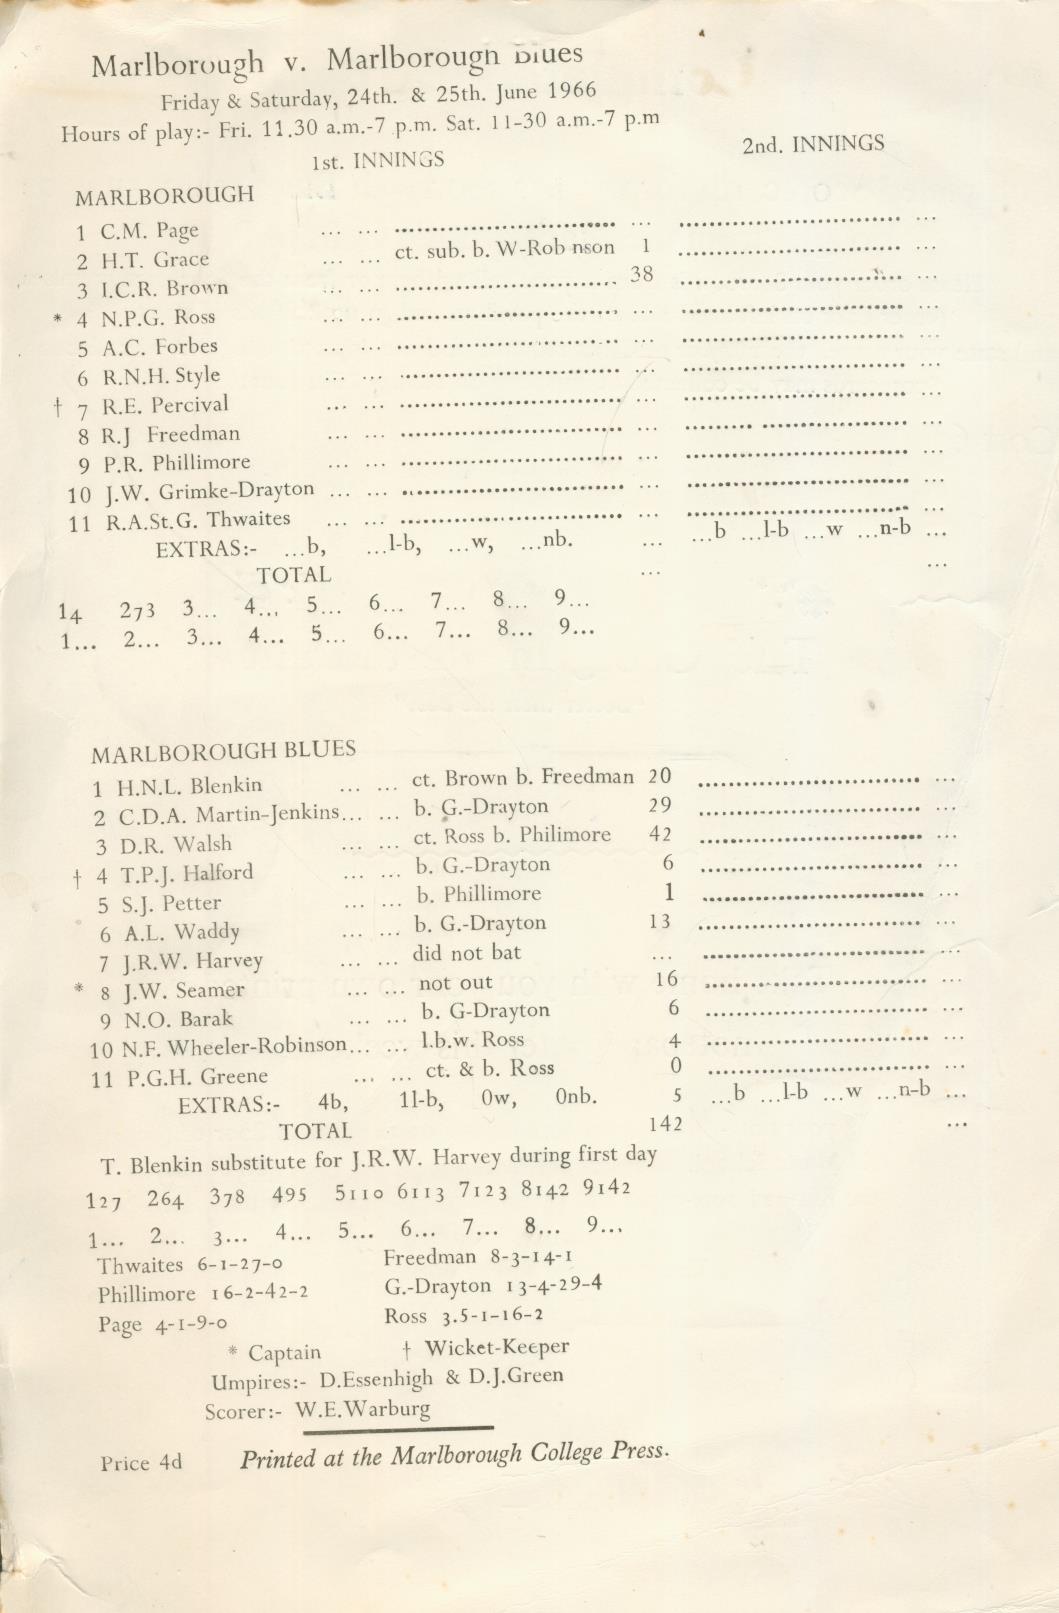 Marlborough v. Marlborough Blues
Friday & Saturday, 24th. & 25th. June 1966
Hours of play:- Fri. 11.30 a.m.-7 p.m. Sat. 11-30 a.m.-7 p.m
1st. INNINGS 2nd. INNINGS
MARLBOROUGH
1 C.M. Page ... ... .............................. ... .............................. ...
2 H.T. Grace ... ... ct. sub. b. W-Rob nson 1 .............................. ...
3 I.C.R. Brown ... ... .............................. 38 .............................. ...
* 4 N.P.G. Ross ... ... .............................. ... .............................. ...
5 A.C. Forbes ... ... .............................. ... .............................. ...
6 R.N.H. Style ... ... .............................. ... .............................. ...
† 7 R.E. Percival ... ... .............................. ... .............................. ...
8 R.J Freedman ... ... .............................. ... .............................. ...
9 P.R. Phillimore ... ... .............................. ... .............................. ...
10 J.W. Grimke-Drayton ... ... .............................. ... .............................. ...
11 R.A.St.G. Thwaites ... ... .............................. ... .............................. ...
EXTRAS:- ...b, ...l-b, ...w, ...nb. ... ...b ...l-b ...w ...n-b ...
TOTAL ... ...
14 273 3... 4... 5... 6... 7... 8... 9...
1... 2... 3... 4... 5... 6... 7... 8... 9...
MARLBOROUGH BLUES
1 H.N.L. Blenkin ... ... ct. Brown b. Freedman 20 .............................. ...
2 C.D.A. Martin-Jenkins... ... b. G.-Drayton 29 .............................. ...
3 D.R. Walsh ... ... ct. Ross b. Philimore 42 .............................. ...
† 4 T.P.J. Halford ... ... b. G.-Drayton 6 .............................. ...
5 S.J. Petter ... ... b. Phillimore 1 .............................. ...
6 A.L. Waddy ... ... b. G.-Drayton 13 .............................. ...
7 J.R.W. Harvey ... ... did not bat ... .............................. ...
* 8 J.W. Seamer ... ... not out 16 .............................. ...
9 N.O. Barak ... ... b. G-Drayton 6 .............................. ...
10 N.F. Wheeler-Robinson... ... l.b.w. Ross 4 .............................. ...
11 P.G.H. Greene ... ... ct. & b. Ross 0 .............................. ...
EXTRAS:- 4b, 1l-b, 0w, 0nb. 5 ...b ...l-b ...w ...n-b ...
TOTAL 142 ...
T. Blenkin substitute for J.R.W. Harvey during first day
127 264 378 495 5110 6113 7123 8142 9142
1... 2... 3... 4... 5... 6... 7... 8... 9...
Thwaites 6-1-27-0 Freedman 8-3-14-1
Phillimore 16-2-42-2 G.-Drayton 13-4-29-4
Page 4-1-9-0 Ross 3.5-1-16-2
* Captain † Wicket-Keeper
Umpires:- D.Essenhigh & D.J.Green
Scorer:- W.E.Warburg
Price 4d Printed at the Marlborough College Press.